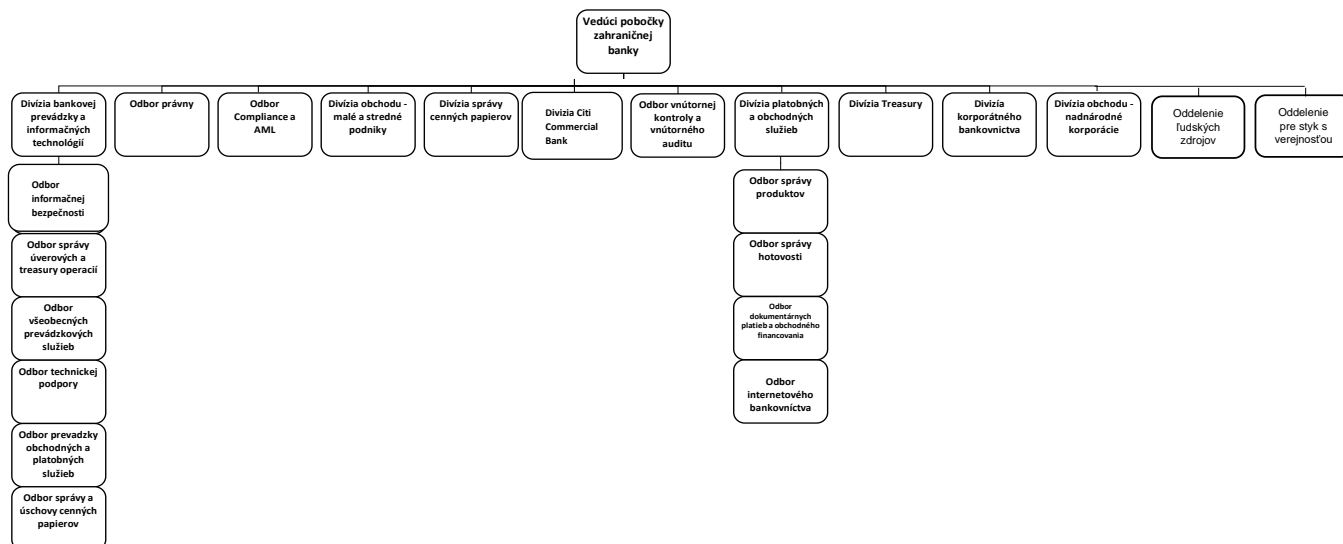 Vedúci pobočky
zahraničnej
banky
Divízia bankovej
prevádzky a
informačných
technológií
Odbor právny
Odbor
Compliance a
AML
Divízia obchodu -
malé a stredné
podniky
Divízia správy
cenných papierov
Divizia Citi
Commercial
Bank
Odbor vnútornej
kontroly a
vnútorného
auditu
Divízia platobných
a obchodných
služieb
Divízia Treasury
Divizía
korporátného
bankovnictva
Divízia obchodu -
nadnárodné
korporácie
Oddelenie
ľudských
zdrojov
Oddelenie
pre styk s
verejnosťou
Odbor
informačnej
bezpečnosti
Odbor správy
úverových a
treasury operacií
Odbor
všeobecných
prevádzkových
služieb
Odbor technickej
podpory
Odbor prevadzky
obchodných a
platobných
služieb
Odbor správy a
úschovy cenných
papierov
Odbor správy
produktov
Odbor správy
hotovosti
Odbor
dokumentárnych
platieb a obchodného
financovania
Odbor
internetového
bankovníctva